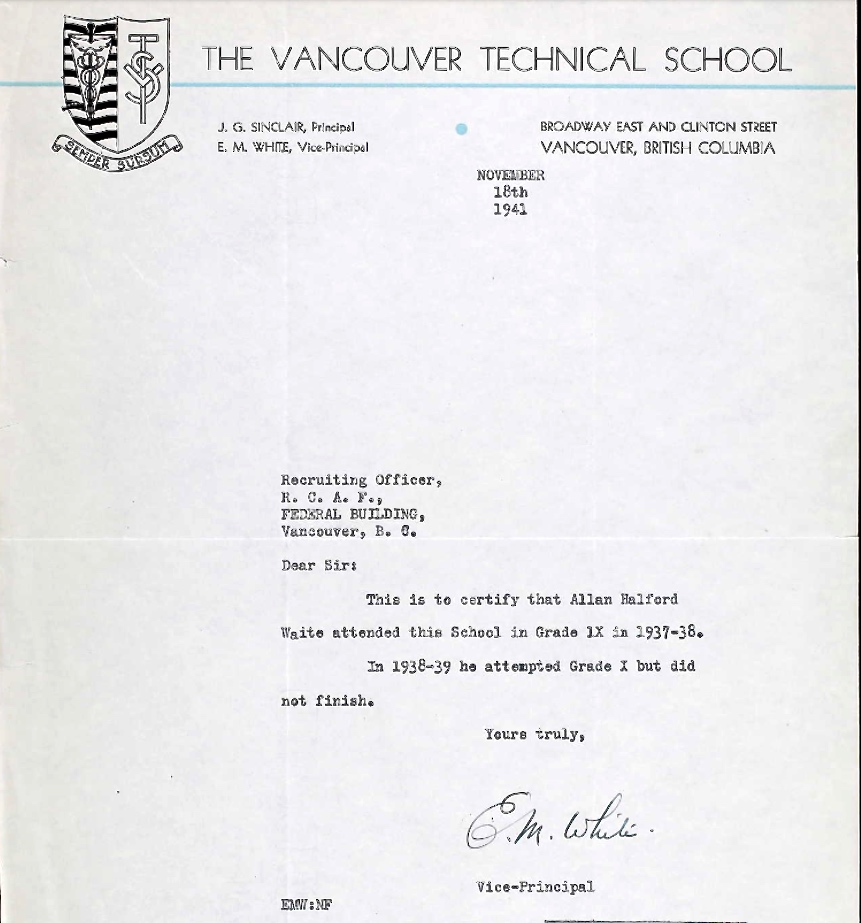 THE VANCOUVER TECHNICAL SCHOOL
VTS
SEMPER SURSUM
J. G. SINCLAIR, Principal
E. M. WHITE, Vice-Principal
BROADWAY EAST AND CLINTON STREET
VANCOUVER, BRITISH COLUMBIA
NOVEMBER
18th
1941
Recruiting Officer,
R. C. A. F.,
FEDERAL BUILDING,
Vancouver, B. C.
Dear Sir:
This is to certify that Allan Halford
Waite attended this School in Grade IX in 1937-38.
In 1938-39 he attempted Grade X but did
not finish.
Yours truly,
E. M. White.
Vice-Principal
EMW:NF